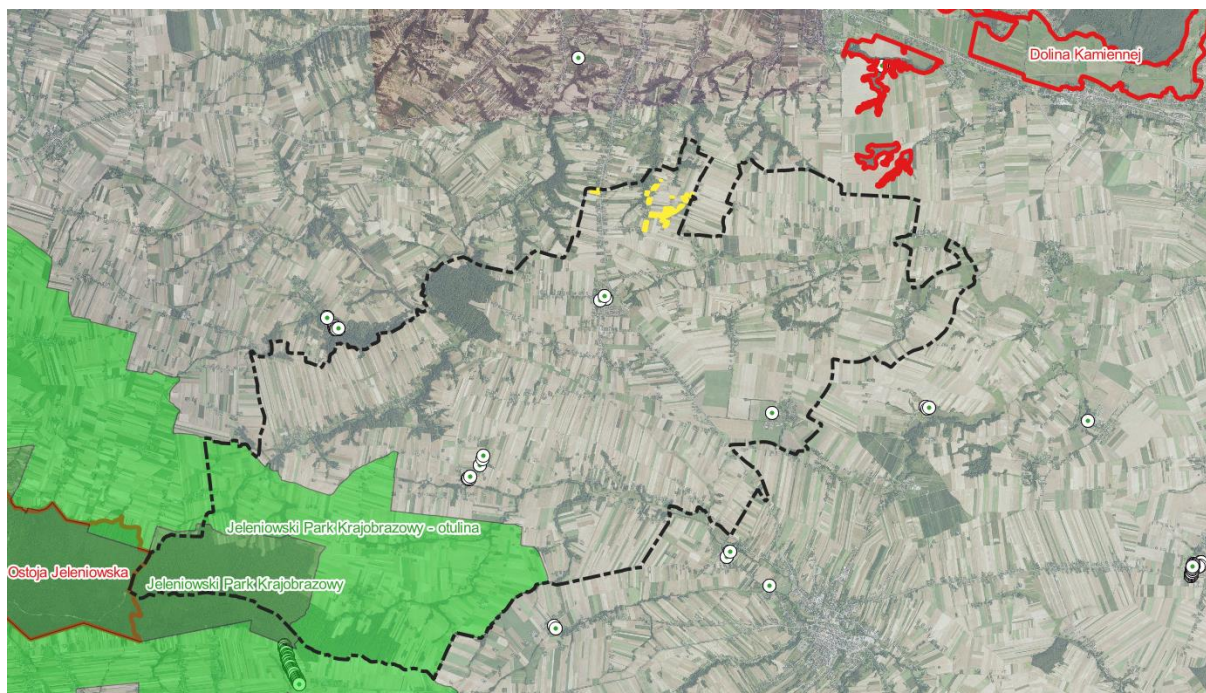 Dolina Kamiennej
Jeleniowski Park Krajobrazowy - otulina
Ostoja Jeleniowska
Jeleniowski Park Krajobrazowy